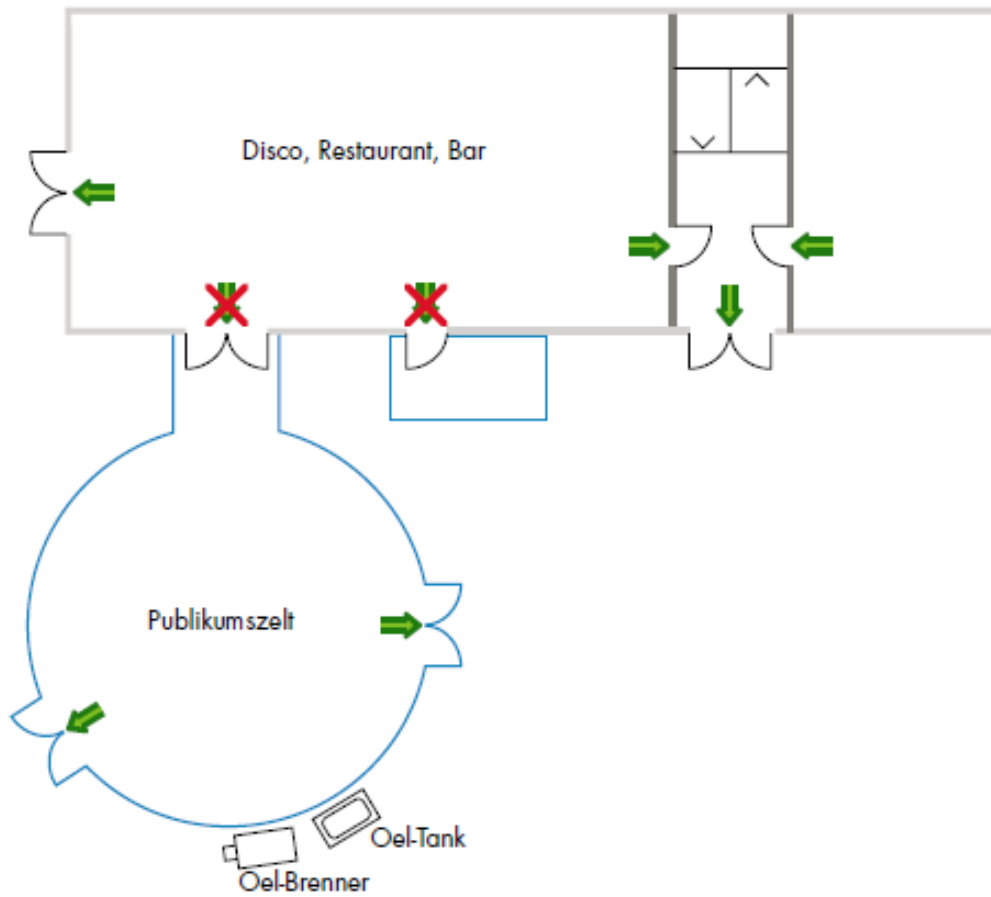 Disco, Restaurant, Bar
Publikumszelt
Oel-Tank
Oel-Brenner